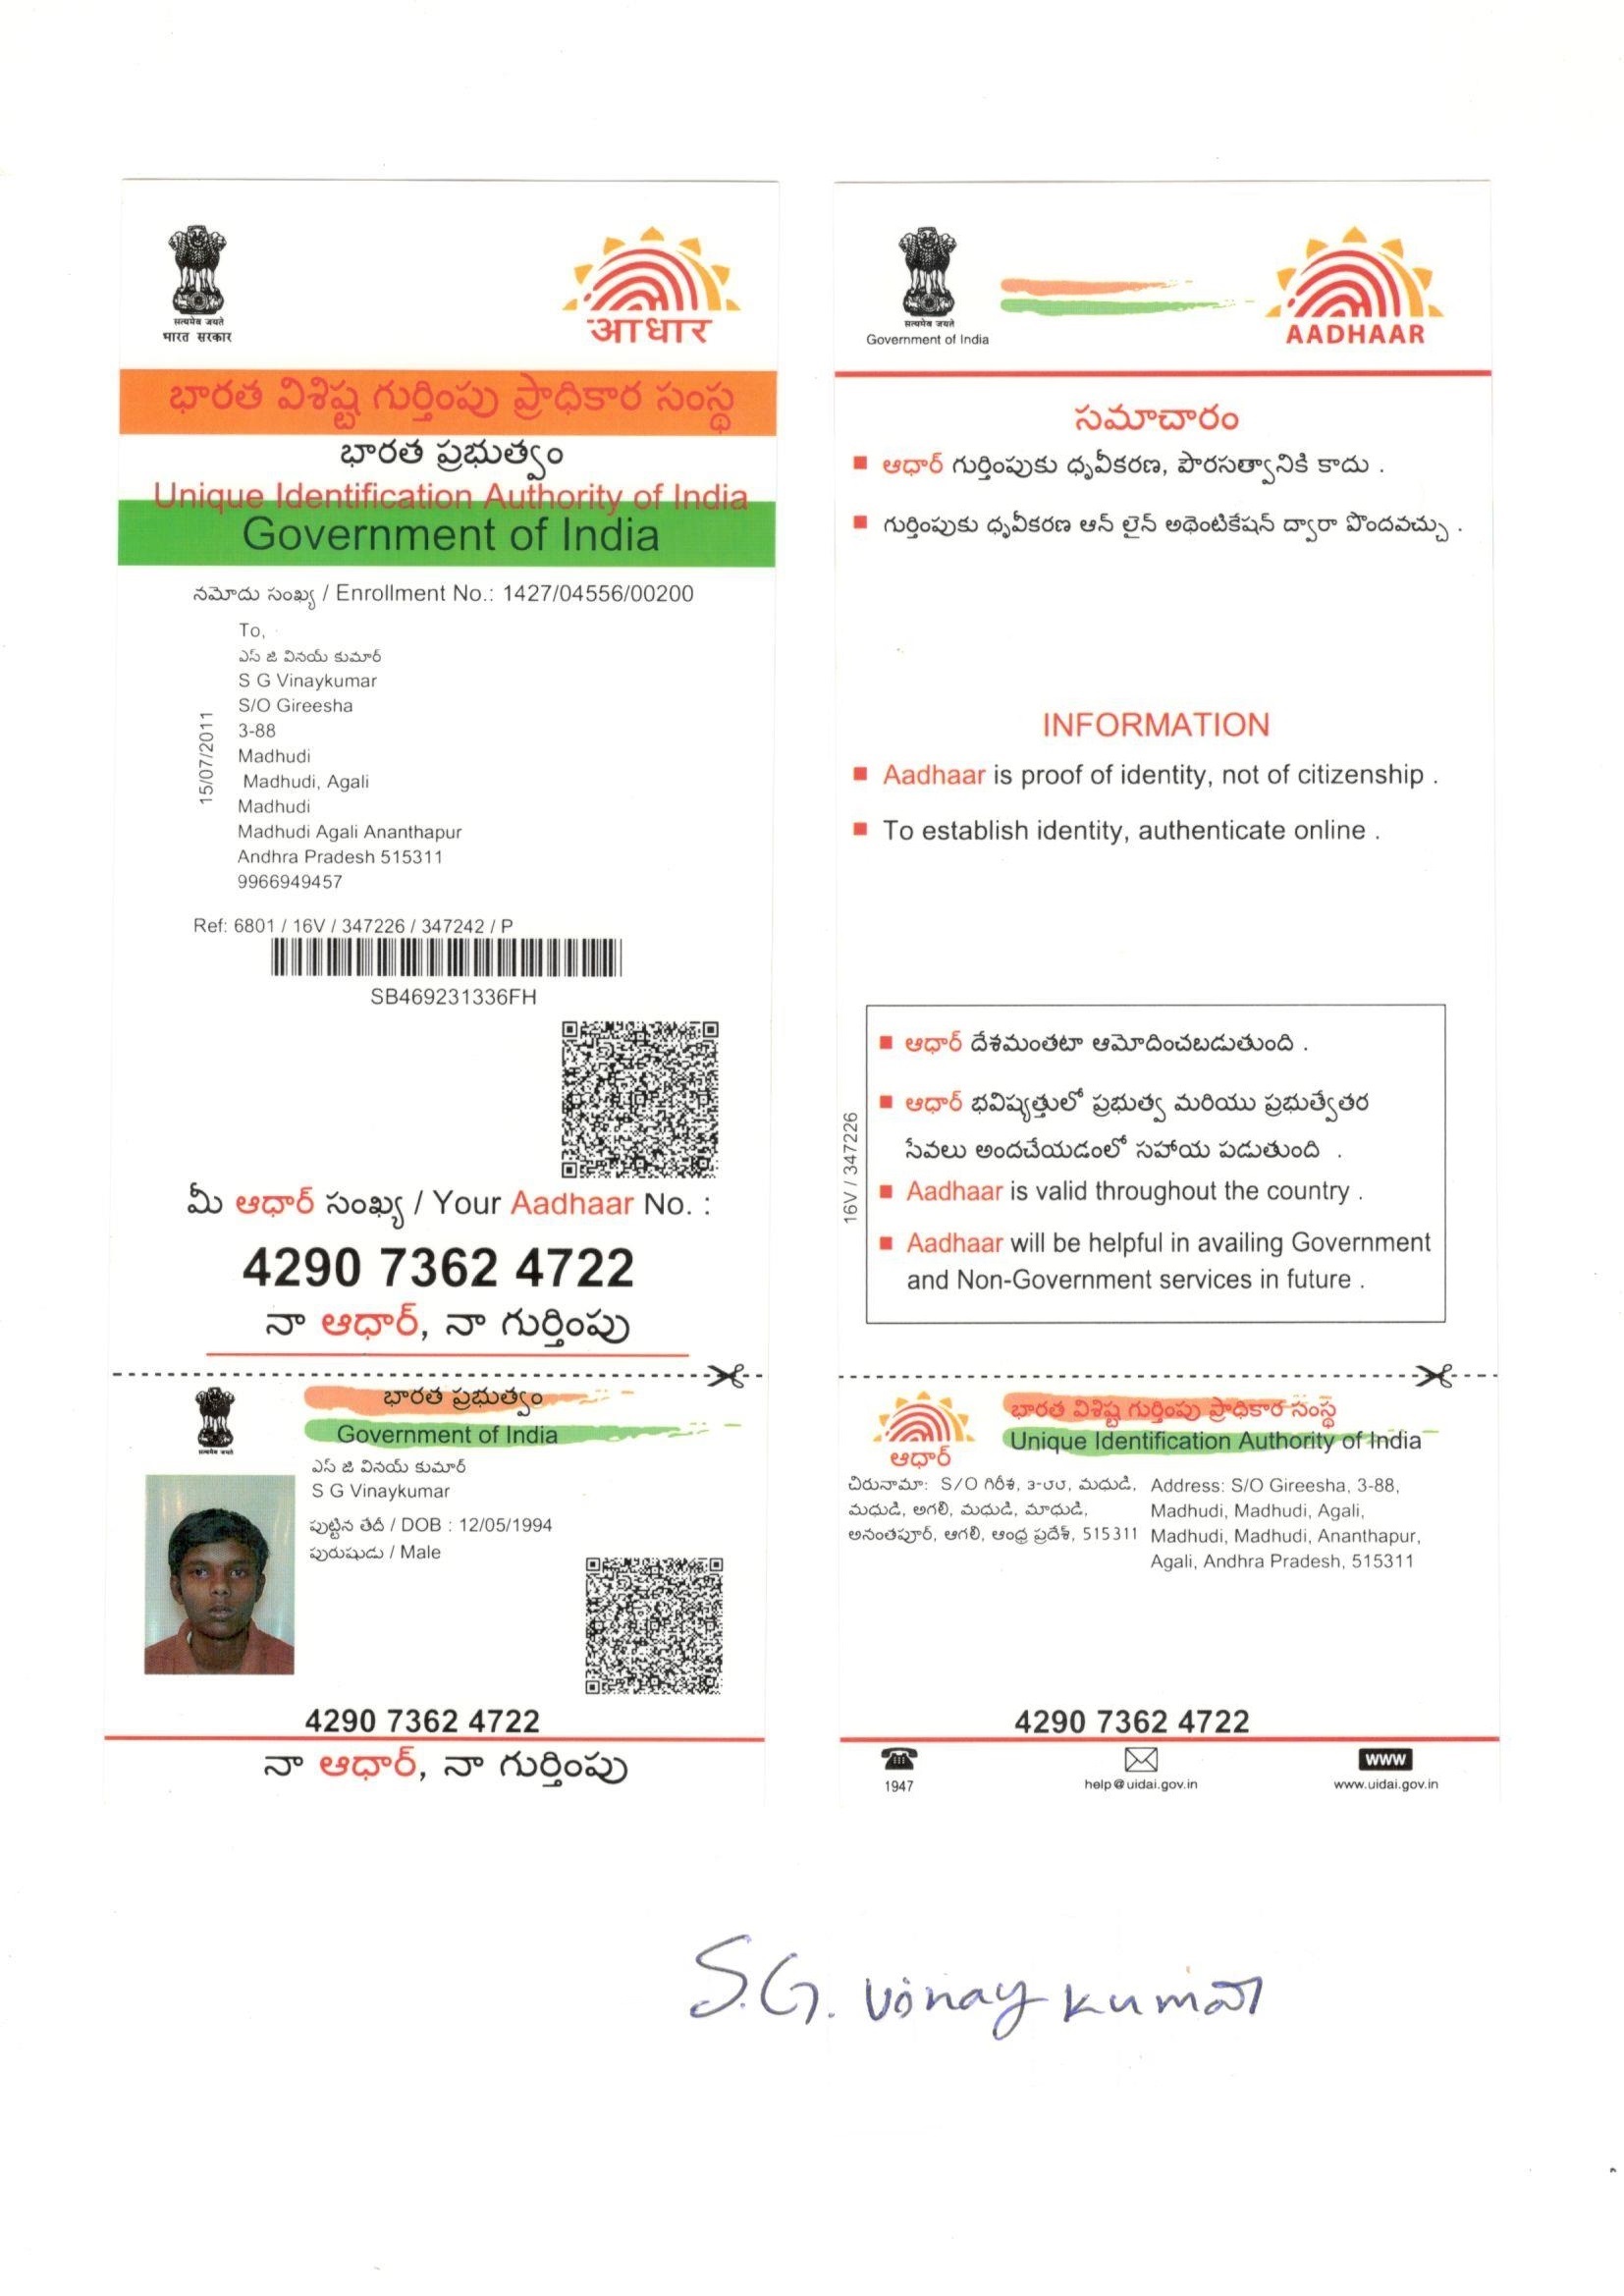 सत्यमेव जयते
भारत सरकार
आधार
భారత విశిష్ట గుర్తింపు ప్రాధికార సంస్థ
భారత ప్రభుత్వం
Unique Identification Authority of India
Government of India
నమోదు సంఖ్య / Enrollment No.: 1427/04556/00200
To,
ఎస్ జి వినయ్ కుమార్
S G Vinaykumar
S/O Gireesha
3-88
Madhudi
Madhudi, Agali
Madhudi
Madhudi Agali Ananthapur
Andhra Pradesh 515311
9966949457
15/07/2011
Ref: 6801 / 16V / 347226 / 347242 / P
SB469231336FH
మీ ఆధార్ సంఖ్య / Your Aadhaar No. :
4290 7362 4722
నా ఆధార్, నా గుర్తింపు
భారత ప్రభుత్వం
Government of India
ఎస్ జి వినయ్ కుమార్
S G Vinaykumar
పుట్టిన తేదీ / DOB : 12/05/1994
పురుషుడు / Male
4290 7362 4722
నా ఆధార్, నా గుర్తింపు
सत्यमेव जयते
Government of India
AADHAAR
సమాచారం
ఆధార్ గుర్తింపుకు ధృవీకరణ, పౌరసత్వానికి కాదు .
గుర్తింపుకు ధృవీకరణ ఆన్ లైన్ అథెంటికేషన్ ద్వారా పొందవచ్చు .
INFORMATION
Aadhaar is proof of identity, not of citizenship .
To establish identity, authenticate online .
ఆధార్ దేశమంతటా ఆమోదించబడుతుంది .
ఆధార్ భవిష్యత్తులో ప్రభుత్వ మరియు ప్రభుత్వేతర
సేవలు అందచేయడంలో సహాయ పడుతుంది .
Aadhaar is valid throughout the country .
Aadhaar will be helpful in availing Government
and Non-Government services in future .
16V / 347226
ఆధార్
భారత విశిష్ట గుర్తింపు ప్రాధికార సంస్థ
Unique Identification Authority of India
చిరునామా: S/O గిరీశ, ౩-౮౮, మధుడి,
మధుడి, అగలి, మధుడి, మాధుడి,
అనంతపూర్, ఆగలి, ఆంధ్ర ప్రదేశ్, 515311
Address: S/O Gireesha, 3-88,
Madhudi, Madhudi, Agali,
Madhudi, Madhudi, Ananthapur,
Agali, Andhra Pradesh, 515311
4290 7362 4722
1947
help@uidai.gov.in
www
www.uidai.gov.in
S.G. Vinay kumar